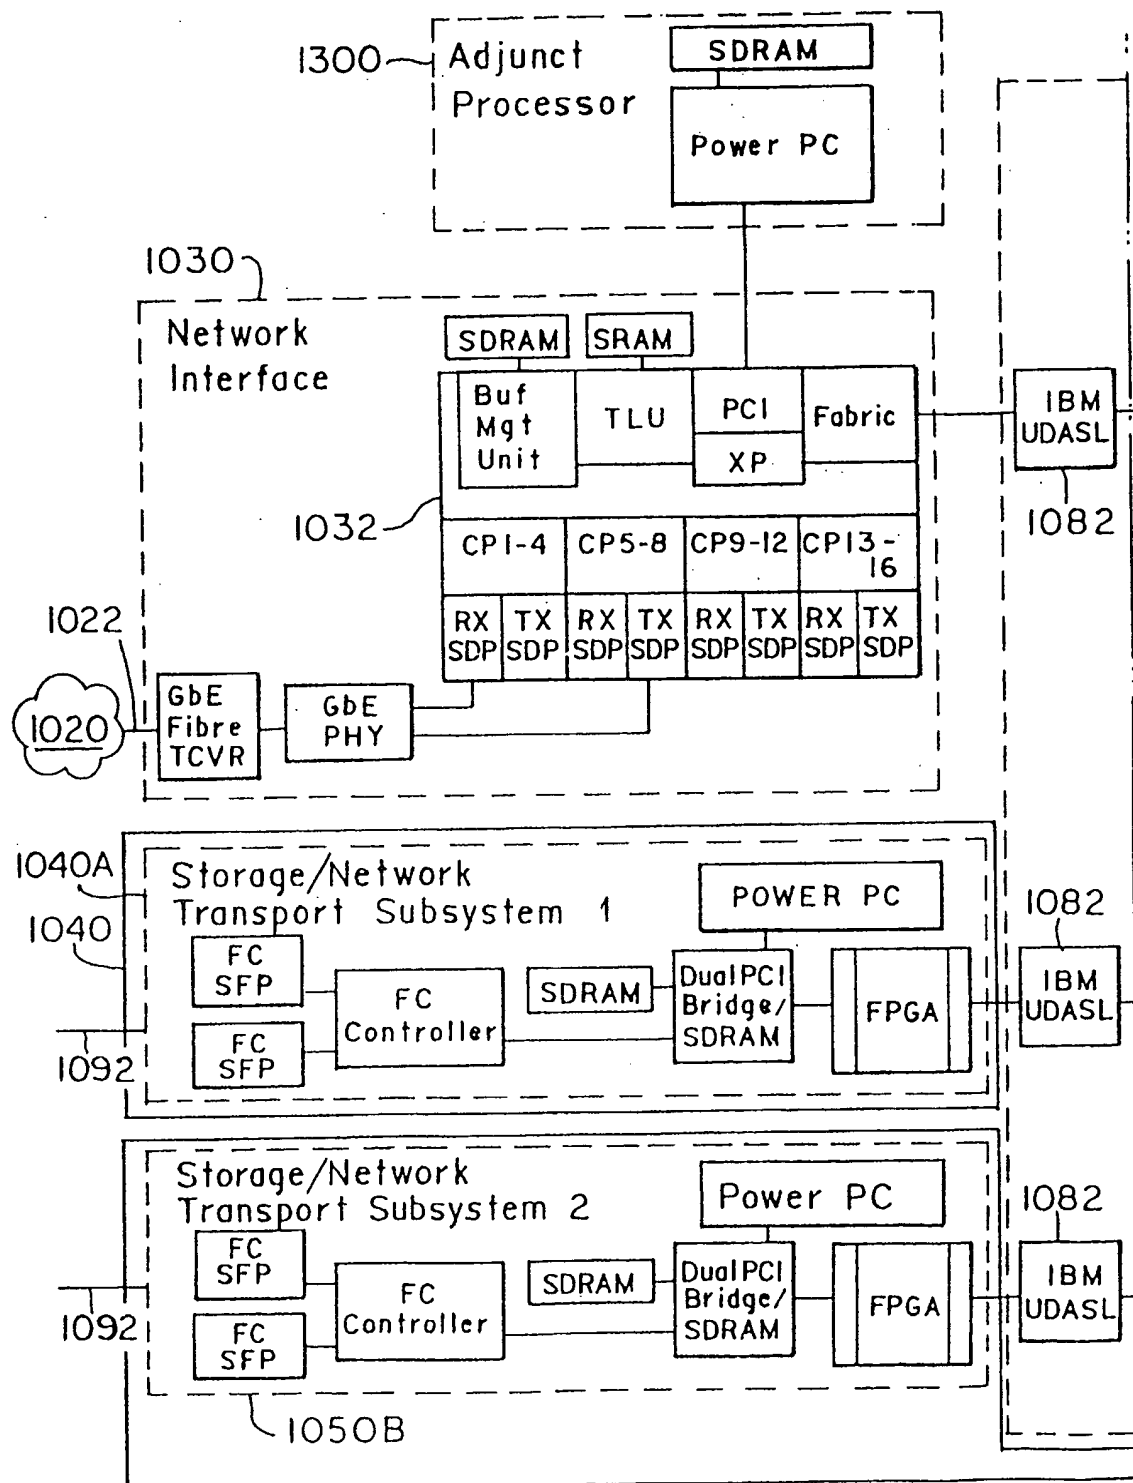 1300
Adjunct
Processor
SDRAM
Power PC
1030
Network
Interface
SDRAM
SRAM
Buf
Mgt
Unit
TLU
PCI
XP
Fabric
IBM
UDASL
1082
1032
CP1-4
CP5-8
CP9-12
CP13-
16
RX
SDP
TX
SDP
RX
SDP
TX
SDP
RX
SDP
TX
SDP
RX
SDP
TX
SDP
1022
1020
GbE
Fibre
TCVR
GbE
PHY
1040A
1040
Storage/Network
Transport Subsystem 1
POWER PC
FC
SFP
FC
SFP
FC
Controller
SDRAM
Dual PCI
Bridge/
SDRAM
FPGA
1082
IBM
UDASL
1092
Storage/Network
Transport Subsystem 2
Power PC
FC
SFP
FC
SFP
FC
Controller
SDRAM
Dual PCI
Bridge/
SDRAM
FPGA
1082
IBM
UDASL
1092
1050B